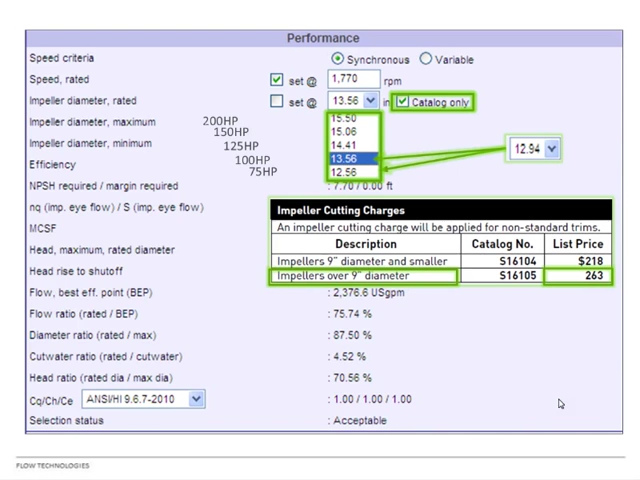 Performance
Speed criteria Synchronous Variable
Speed, rated set @ 1,770 rpm
Impeller diameter, rated set @ 13.56 in Catalog only
Impeller diameter, maximum 200HP 15.50
150HP 15.06
Impeller diameter, minimum 125HP 14.41
Efficiency 100HP 13.56 12.94
75HP 12.56
NPSH required / margin required : 7.70 / 0.00 ft
nq (imp. eye flow) / S (imp. eye flow)
MCSF
Head, maximum, rated diameter
Head rise to shutoff
Impeller Cutting Charges
An impeller cutting charge will be applied for non-standard trims.
Description Catalog No. List Price
Impellers 9" diameter and smaller S16104 $218
Impellers over 9" diameter S16105 263
Flow, best eff. point (BEP) : 2,376.6 USgpm
Flow ratio (rated / BEP) : 75.74 %
Diameter ratio (rated / max) : 87.50 %
Cutwater ratio (rated / cutwater) : 4.52 %
Head ratio (rated dia / max dia) : 70.56 %
Cq/Ch/Ce ANSI/HI 9.6.7-2010 : 1.00 / 1.00 / 1.00
Selection status : Acceptable
FLOW TECHNOLOGIES